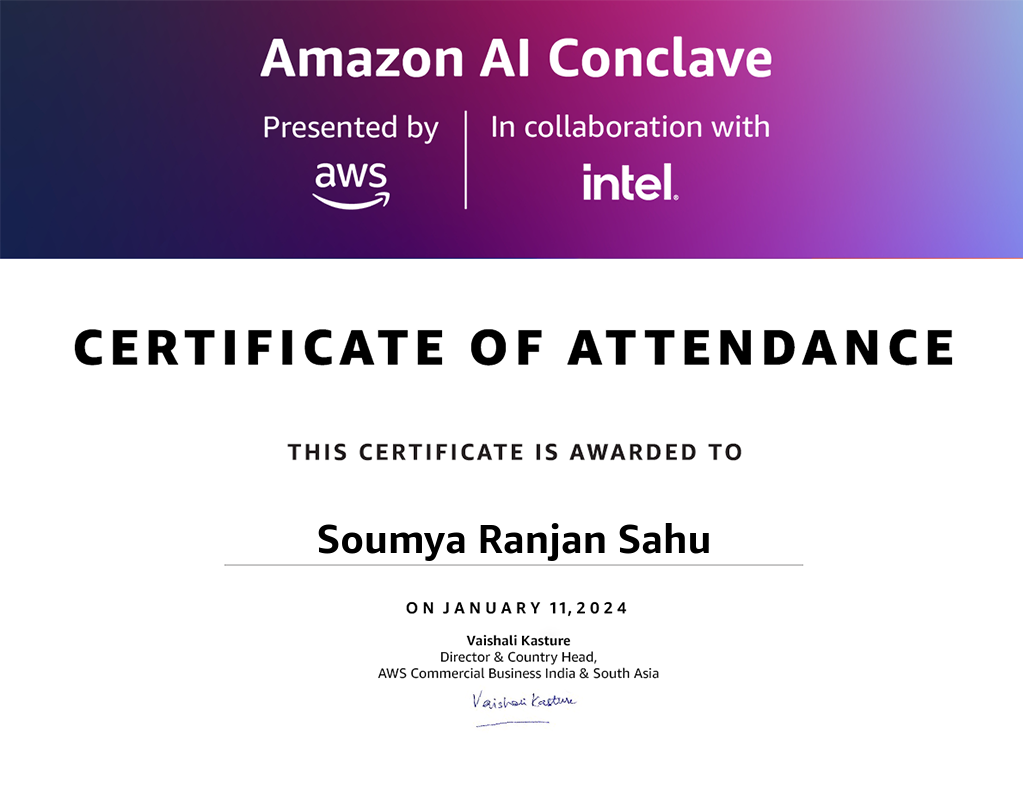 Amazon AI Conclave
Presented by
aws
In collaboration with
intel.
CERTIFICATE OF ATTENDANCE
THIS CERTIFICATE IS AWARDED TO
Soumya Ranjan Sahu
ON JANUARY 11, 2024
Vaishali Kasture
Director & Country Head,
AWS Commercial Business India & South Asia
Vaishali Kasture